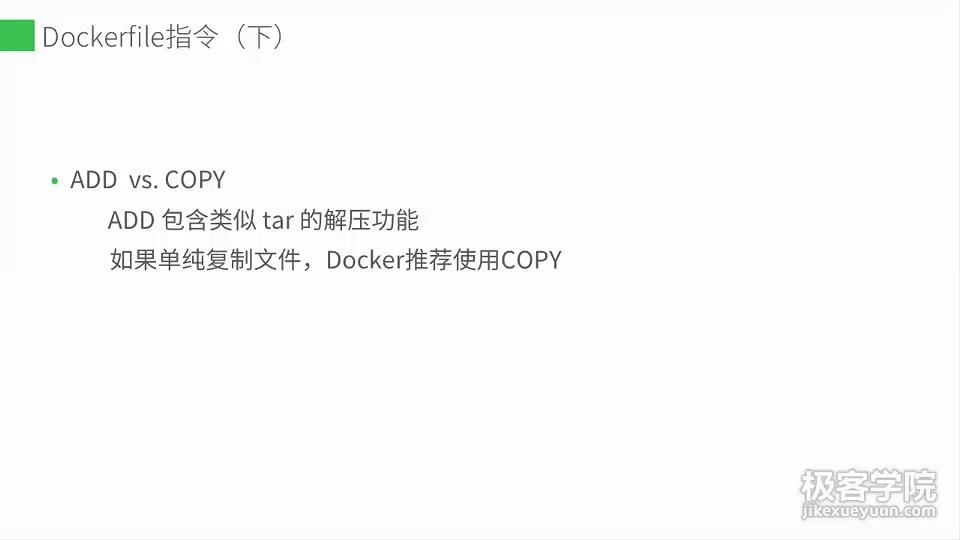 Dockerfile指令（下）
• ADD vs. COPY
ADD 包含类似 tar 的解压功能
如果单纯复制文件，Docker推荐使用COPY
极客学院
jikexueyuan.com